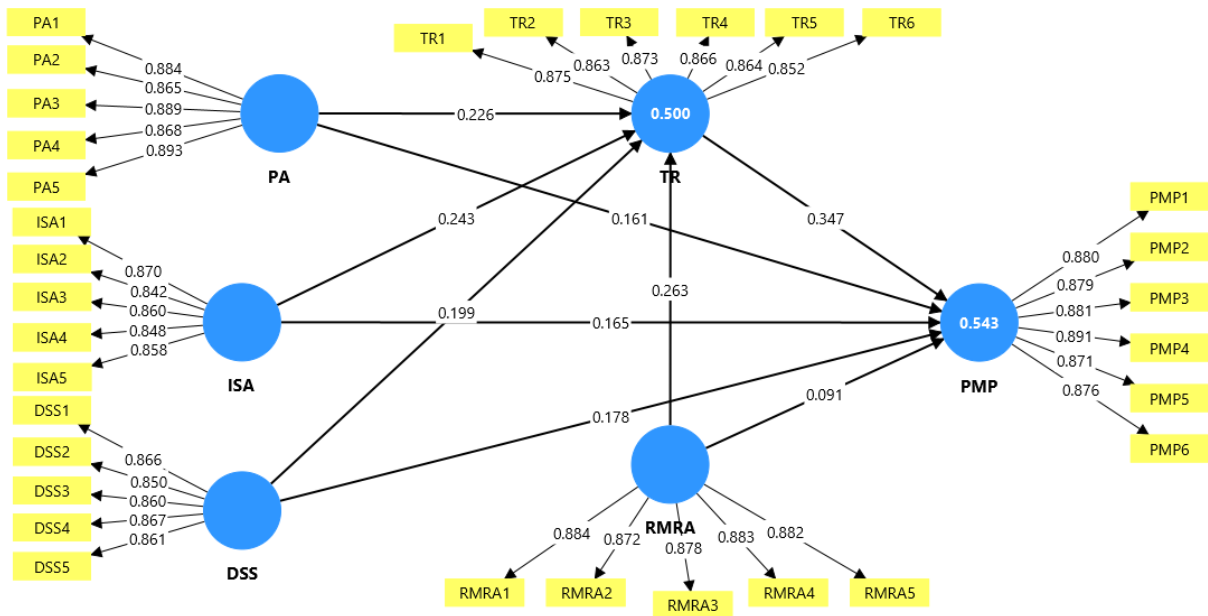 PA1
PA2
PA3
PA4
PA5
0.884
0.865
0.889
0.868
0.893
PA
TR1
TR2
TR3
TR4
TR5
TR6
0.875
0.863
0.873
0.866
0.864
0.852
0.500
TR
0.226
0.161
0.243
0.347
0.263
0.199
0.165
0.178
0.091
ISA1
ISA2
ISA3
ISA4
ISA5
0.870
0.842
0.860
0.848
0.858
ISA
DSS1
DSS2
DSS3
DSS4
DSS5
0.866
0.850
0.860
0.867
0.861
DSS
0.543
PMP
0.880
0.879
0.881
0.891
0.871
0.876
PMP1
PMP2
PMP3
PMP4
PMP5
PMP6
RMRA
0.884
0.872
0.878
0.883
0.882
RMRA1
RMRA2
RMRA3
RMRA4
RMRA5